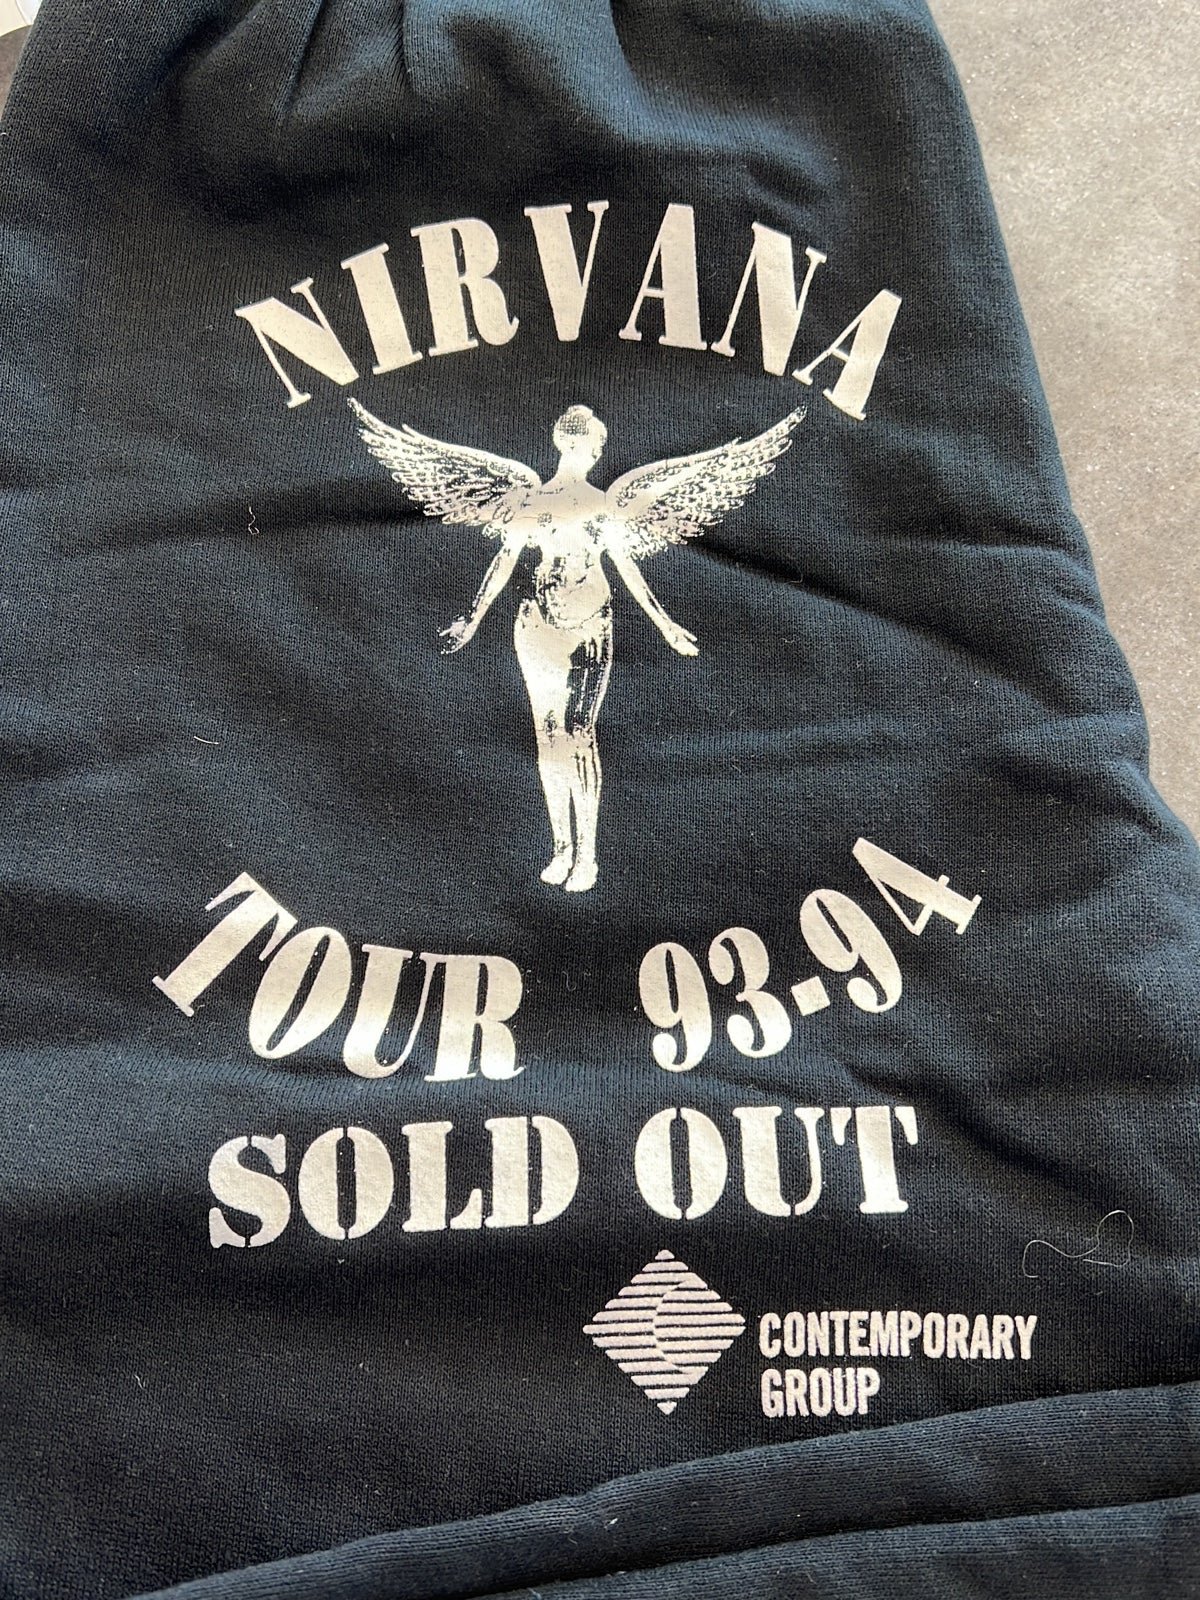 NIRVANA
TOUR 93-94
SOLD OUT
CONTEMPORARY
GROUP